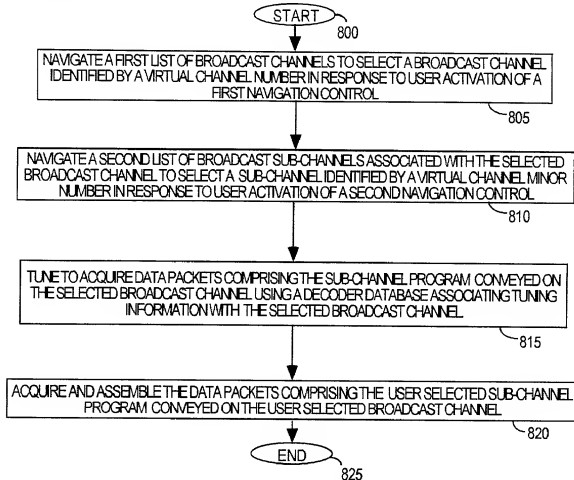 START
800
NAVIGATE A FIRST LIST OF BROADCAST CHANNELS TO SELECT A BROADCAST CHANNEL
IDENTIFIED BY A VIRTUAL CHANNEL NUMBER IN RESPONSE TO USER ACTIVATION OF A
FIRST NAVIGATION CONTROL
805
NAVIGATE A SECOND LIST OF BROADCAST SUB-CHANNELS ASSOCIATED WITH THE SELECTED
BROADCAST CHANNEL TO SELECT A SUB-CHANNEL IDENTIFIED BY A VIRTUAL CHANNEL MINOR
NUMBER IN RESPONSE TO USER ACTIVATION OF A SECOND NAVIGATION CONTROL
810
TUNE TO ACQUIRE DATA PACKETS COMPRISING THE SUB-CHANNEL PROGRAM CONVEYED ON
THE SELECTED BROADCAST CHANNEL USING A DECODER DATABASE ASSOCIATING TUNING
INFORMATION WITH THE SELECTED BROADCAST CHANNEL
815
ACQUIRE AND ASSEMBLE THE DATA PACKETS COMPRISING THE USER SELECTED SUB-CHANNEL
PROGRAM CONVEYED ON THE USER SELECTED BROADCAST CHANNEL
820
END
825